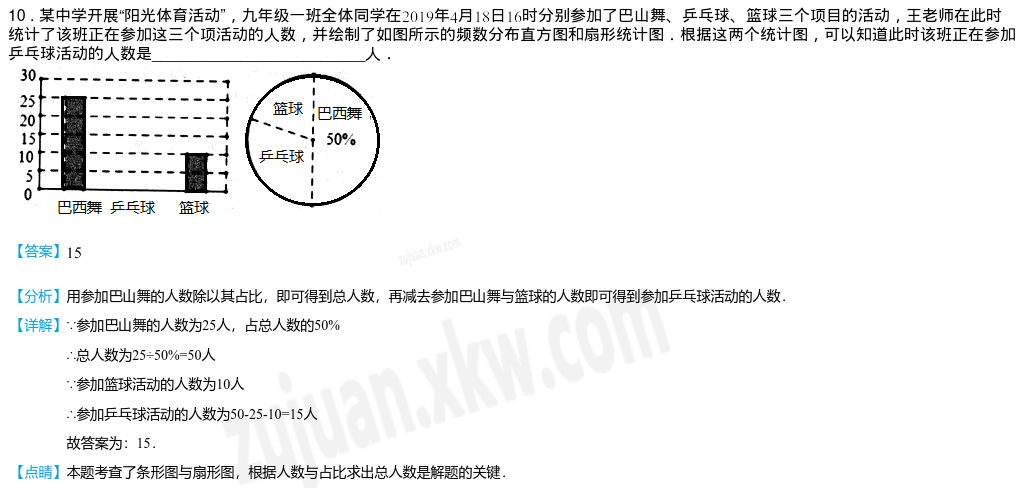 10．某中学开展“阳光体育活动”，九年级一班全体同学在2019年4月18日16时分别参加了巴山舞、乒乓球、篮球三个项目的活动，王老师在此时
统计了该班正在参加这三个项活动的人数，并绘制了如图所示的频数分布直方图和扇形统计图．根据这两个统计图，可以知道此时该班正在参加
乒乓球活动的人数是____________________人．
30
25
20
15
10
5
0
巴西舞 乒乓球 篮球
篮球
巴西舞
50%
乒乓球
【答案】15
【分析】用参加巴山舞的人数除以其占比，即可得到总人数，再减去参加巴山舞与篮球的人数即可得到参加乒乓球活动的人数．
【详解】∵参加巴山舞的人数为25人，占总人数的50%
∴总人数为25÷50%=50人
∵参加篮球活动的人数为10人
∴参加乒乓球活动的人数为50-25-10=15人
故答案为：15．
【点睛】本题考查了条形图与扇形图，根据人数与占比求出总人数是解题的关键．
zujuan.xkw.com
zujuan.xkw.com